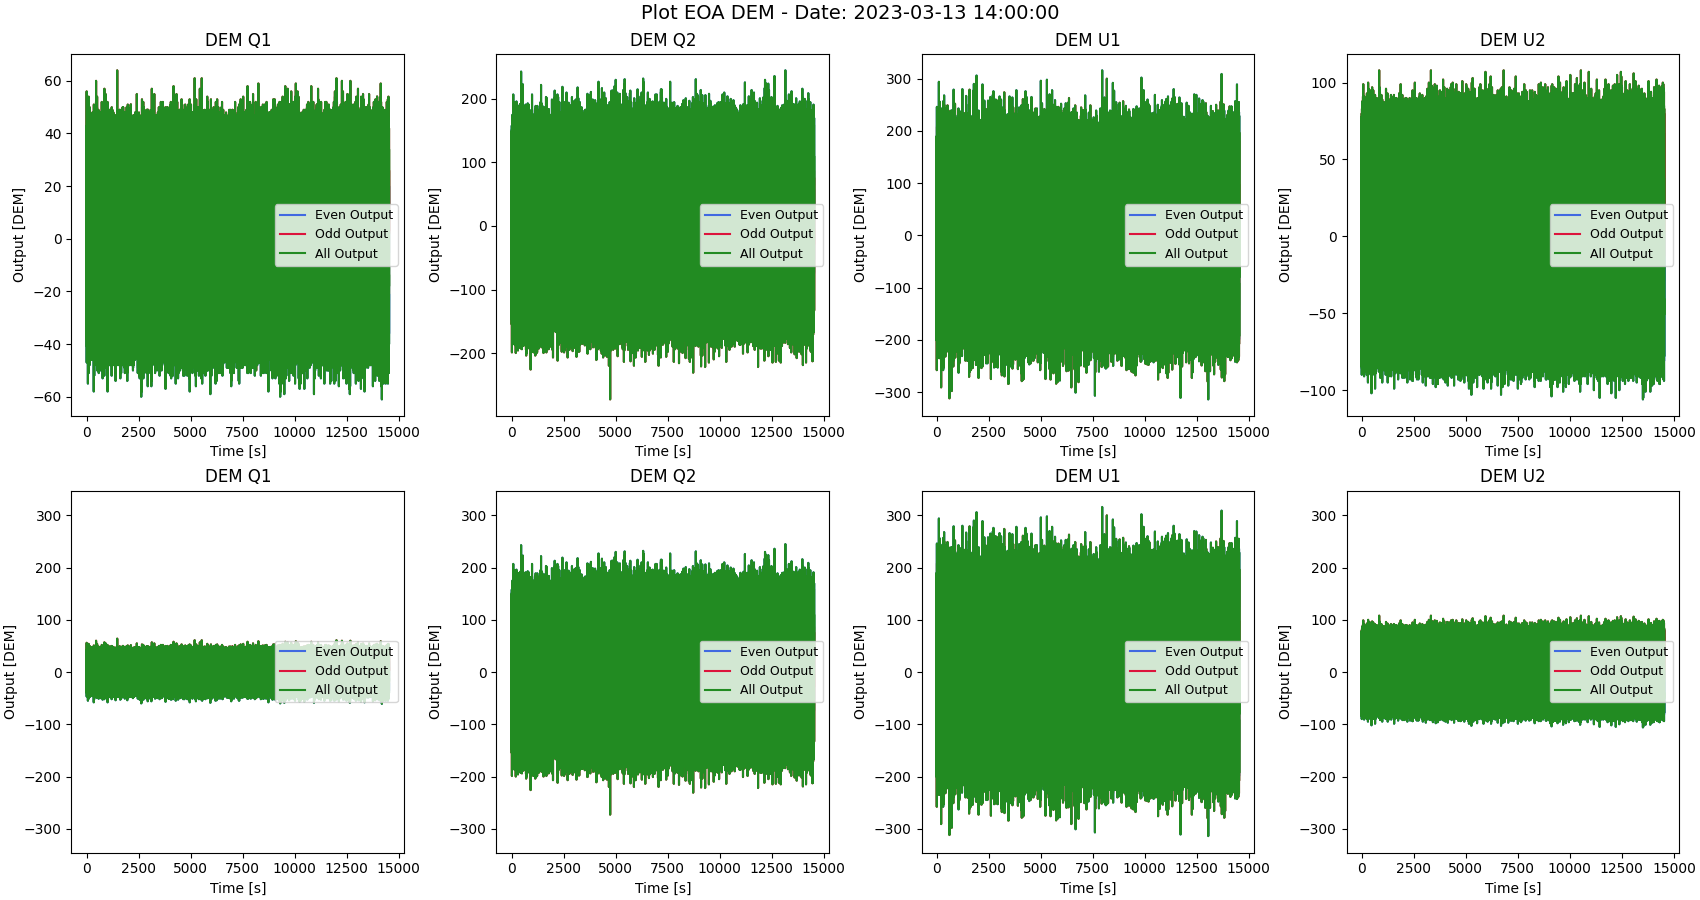 Plot EOA DEM - Date: 2023-03-13 14:00:00
DEM Q1
Output [DEM]
60
40
20
0
−20
−40
−60
Even Output
Odd Output
All Output
0 2500 5000 7500 10000 12500 15000
Time [s]
DEM Q2
Output [DEM]
200
100
0
−100
−200
Even Output
Odd Output
All Output
0 2500 5000 7500 10000 12500 15000
Time [s]
DEM U1
Output [DEM]
300
200
100
0
−100
−200
−300
Even Output
Odd Output
All Output
0 2500 5000 7500 10000 12500 15000
Time [s]
DEM U2
Output [DEM]
100
50
0
−50
−100
Even Output
Odd Output
All Output
0 2500 5000 7500 10000 12500 15000
Time [s]
DEM Q1
Output [DEM]
300
200
100
0
−100
−200
−300
Even Output
Odd Output
All Output
0 2500 5000 7500 10000 12500 15000
Time [s]
DEM Q2
Output [DEM]
300
200
100
0
−100
−200
−300
Even Output
Odd Output
All Output
0 2500 5000 7500 10000 12500 15000
Time [s]
DEM U1
Output [DEM]
300
200
100
0
−100
−200
−300
Even Output
Odd Output
All Output
0 2500 5000 7500 10000 12500 15000
Time [s]
DEM U2
Output [DEM]
300
200
100
0
−100
−200
−300
Even Output
Odd Output
All Output
0 2500 5000 7500 10000 12500 15000
Time [s]